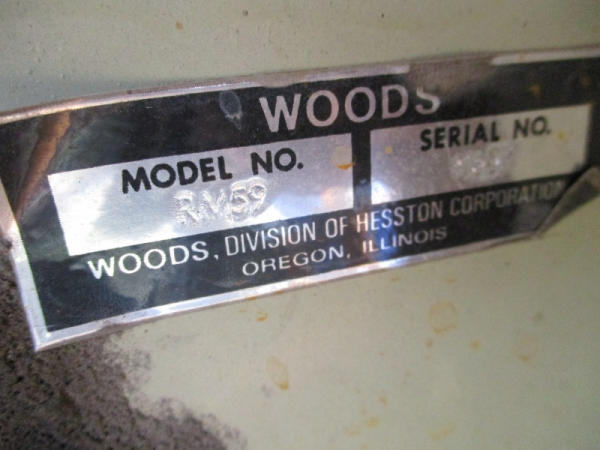 WOODS
MODEL NO.
RM59
SERIAL NO.
WOODS, DIVISION OF HESSTON CORPORATION
OREGON, ILLINOIS